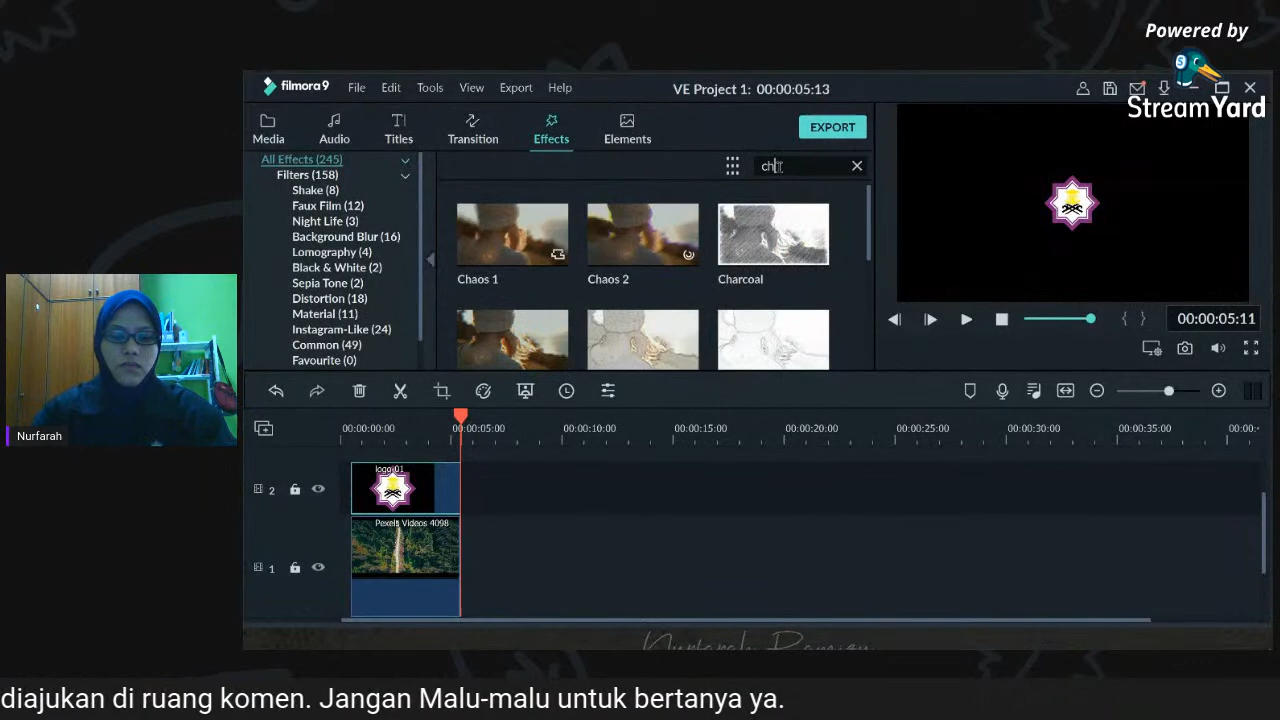 Powered by
StreamYard
filmora9 File Edit Tools View Export Help VE Project 1: 00:00:05:13
Media Audio Titles Transition Effects Elements EXPORT
All Effects (245)
Filters (158)
Shake (8)
Faux Film (12)
Night Life (3)
Background Blur (16)
Lomography (4)
Black & White (2)
Sepia Tone (2)
Distortion (18)
Material (11)
Instagram-Like (24)
Common (49)
Favourite (0)
ch
Chaos 1 Chaos 2 Charcoal
00:00:05:11
00:00:00:00 00:00:05:00 00:00:10:00 00:00:15:00 00:00:20:00 00:00:25:00 00:00:30:00 00:00:35:00 00:00:
2 logo-01
1 Pexels Videos 4098
Nurfarah
diajukan di ruang komen. Jangan Malu-malu untuk bertanya ya.